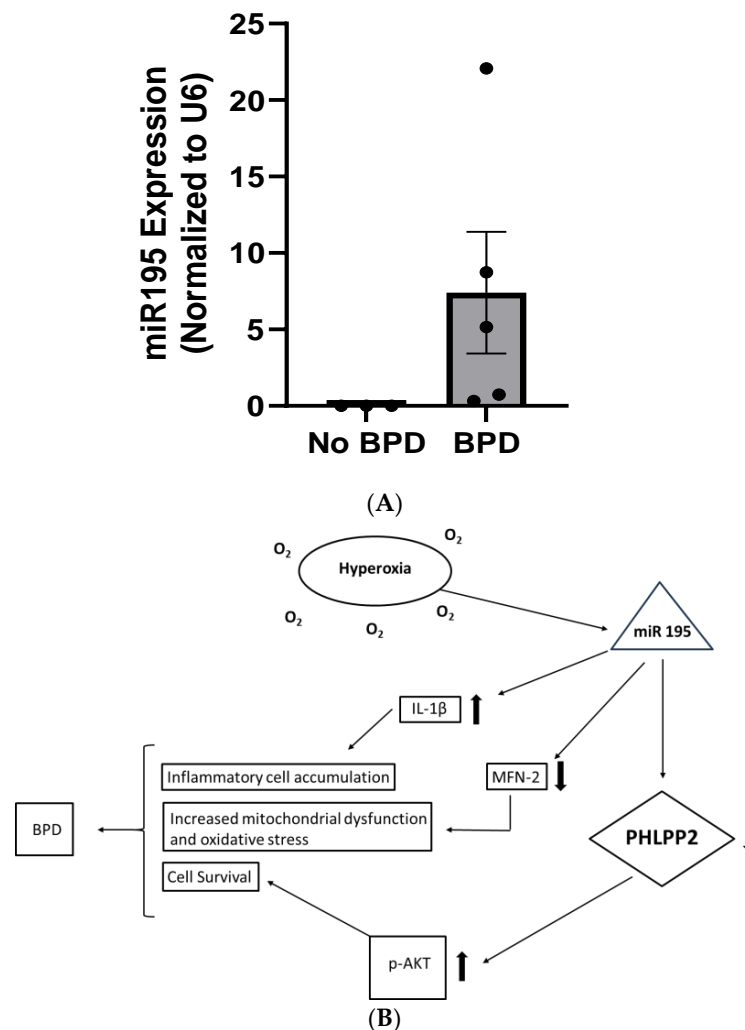 25
20
15
10
5
0
miR195 Expression
(Normalized to U6)
No BPD
BPD
(A)
O2
O2
Hyperoxia
O2
O2
O2
miR 195
IL-1β
Inflammatory cell accumulation
MFN-2
Increased mitochondrial dysfunction
and oxidative stress
BPD
PHLPP2
Cell Survival
p-AKT
(B)